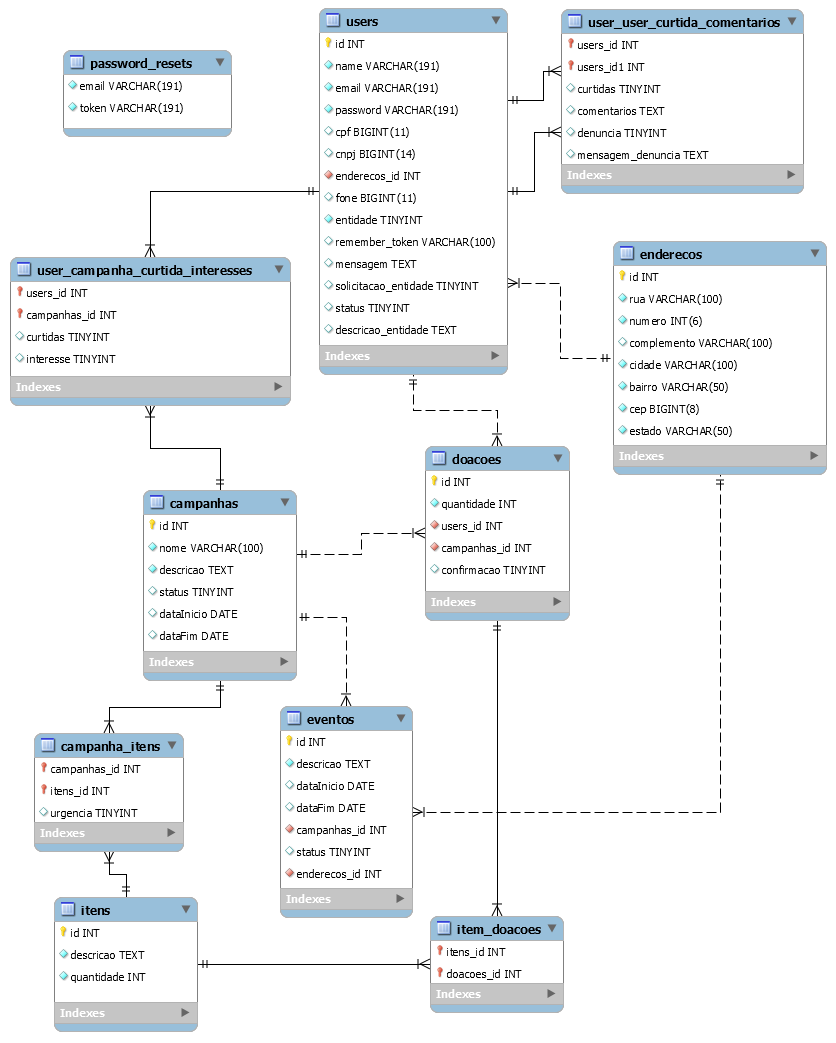 password_resets
email VARCHAR(191)
token VARCHAR(191)
users
id INT
name VARCHAR(191)
email VARCHAR(191)
password VARCHAR(191)
cpf BIGINT(11)
cnpj BIGINT(14)
enderecos_id INT
fone BIGINT(11)
entidade TINYINT
remember_token VARCHAR(100)
mensagem TEXT
solicitacao_entidade TINYINT
status TINYINT
descricao_entidade TEXT
Indexes
user_user_curtida_comentarios
users_id INT
users_id1 INT
curtidas TINYINT
comentarios TEXT
denuncia TINYINT
mensagem_denuncia TEXT
Indexes
user_campanha_curtida_interesses
users_id INT
campanhas_id INT
curtidas TINYINT
interesse TINYINT
Indexes
enderecos
id INT
rua VARCHAR(100)
numero INT(6)
complemento VARCHAR(100)
cidade VARCHAR(100)
bairro VARCHAR(50)
cep BIGINT(8)
estado VARCHAR(50)
Indexes
doacoes
id INT
quantidade INT
users_id INT
campanhas_id INT
confirmacao TINYINT
Indexes
campanhas
id INT
nome VARCHAR(100)
descricao TEXT
status TINYINT
dataInicio DATE
dataFim DATE
Indexes
eventos
id INT
descricao TEXT
dataInicio DATE
dataFim DATE
campanhas_id INT
status TINYINT
enderecos_id INT
Indexes
campanha_itens
campanhas_id INT
itens_id INT
urgencia TINYINT
Indexes
itens
id INT
descricao TEXT
quantidade INT
Indexes
item_doacoes
itens_id INT
doacoes_id INT
Indexes